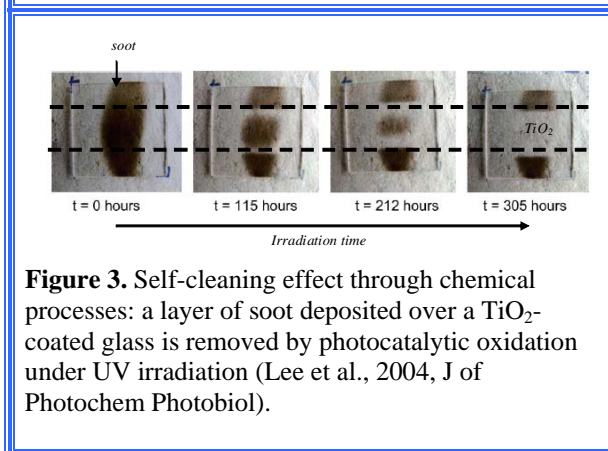 soot
TiO₂
t = 0 hours t = 115 hours t = 212 hours t = 305 hours
Irradiation time
Figure 3. Self-cleaning effect through chemical
processes: a layer of soot deposited over a TiO₂-
coated glass is removed by photocatalytic oxidation
under UV irradiation (Lee et al., 2004, J of
Photochem Photobiol).